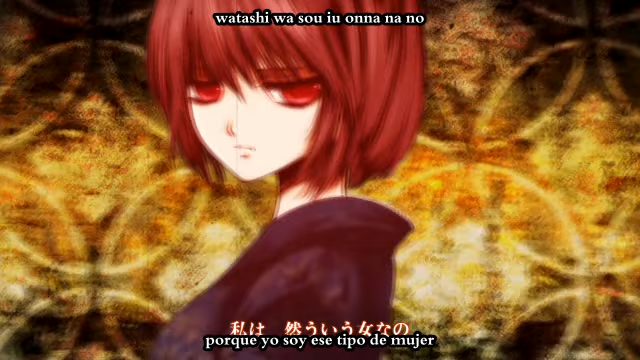 watashi wa sou iu onna na no
私は　然ういう女なの
porque yo soy ese tipo de mujer